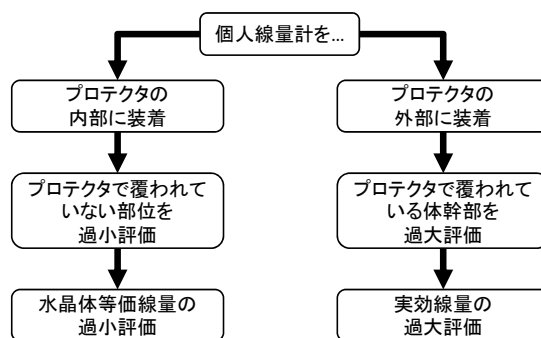 個人線量計を...
プロテクタの
内部に装着
プロテクタで覆われて
いない部位を
過小評価
水晶体等価線量の
過小評価
プロテクタの
外部に装着
プロテクタで覆われて
いる体幹部を
過大評価
実効線量の
過大評価